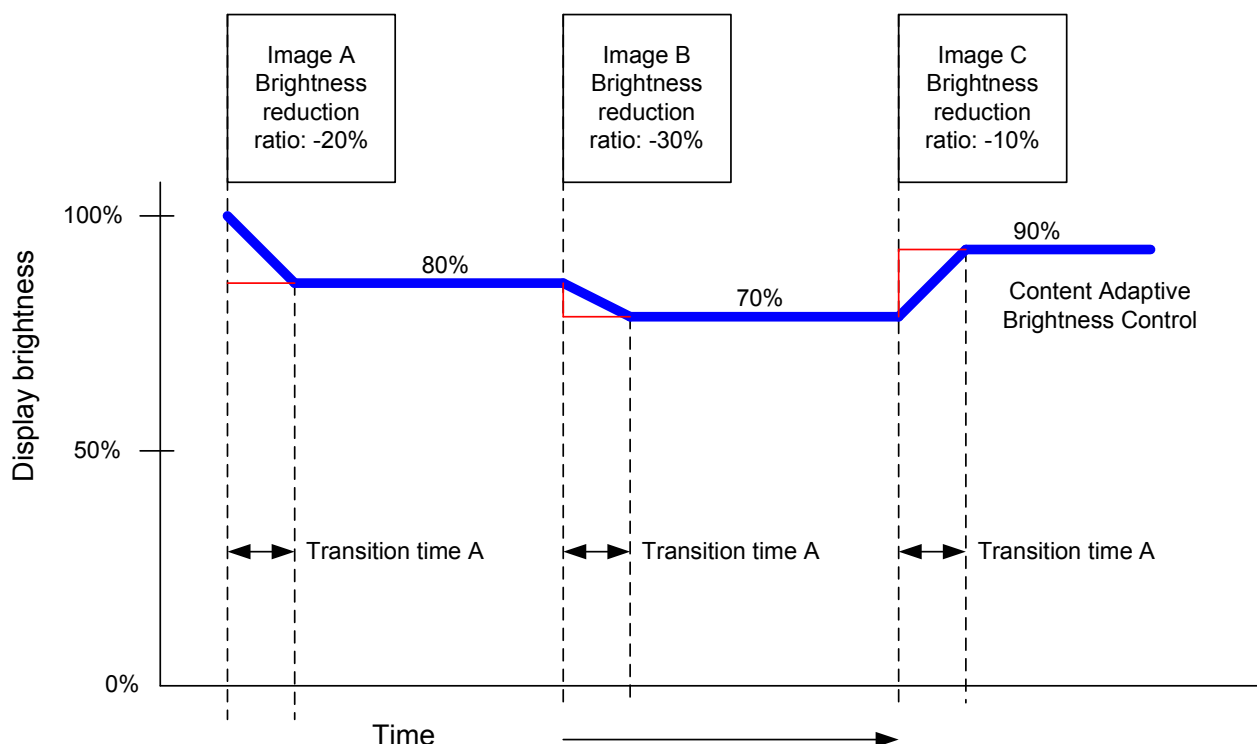 Image A
Brightness
reduction
ratio: -20%
Image B
Brightness
reduction
ratio: -30%
Image C
Brightness
reduction
ratio: -10%
Display brightness
100%
80%
70%
90%
Content Adaptive
Brightness Control
50%
Transition time A
Transition time A
Transition time A
0%
Time